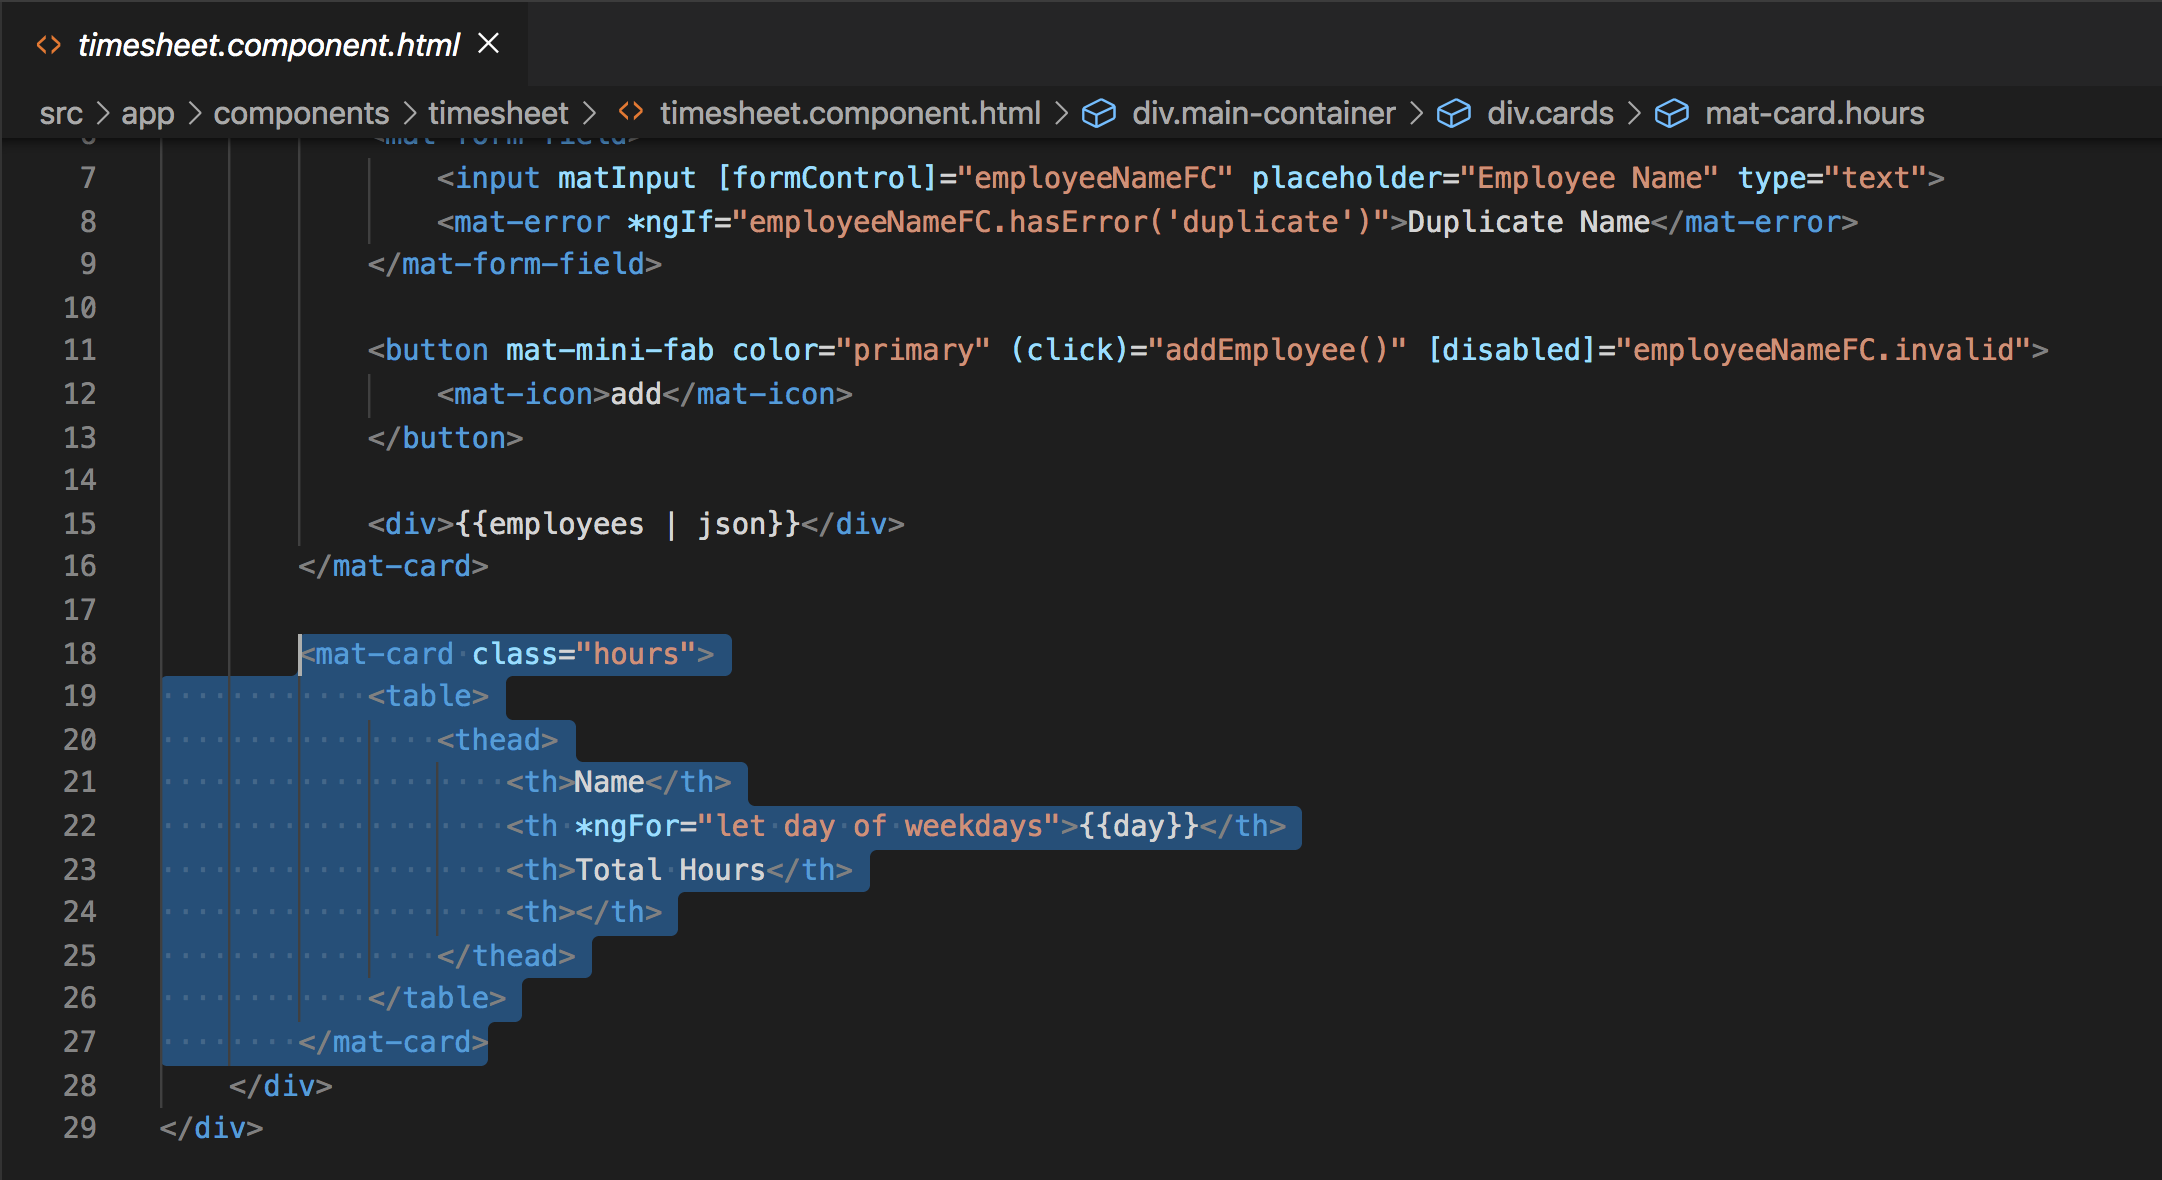 timesheet.component.html
src > app > components > timesheet > timesheet.component.html > div.main-container > div.cards > mat-card.hours
6 <mat-form-field>
7 <input matInput [formControl]="employeeNameFC" placeholder="Employee Name" type="text">
8 <mat-error *ngIf="employeeNameFC.hasError('duplicate')">Duplicate Name</mat-error>
9 </mat-form-field>
10
11 <button mat-mini-fab color="primary" (click)="addEmployee()" [disabled]="employeeNameFC.invalid">
12 <mat-icon>add</mat-icon>
13 </button>
14
15 <div>{{employees | json}}</div>
16 </mat-card>
17
18 <mat-card class="hours">
19 <table>
20 <thead>
21 <th>Name</th>
22 <th *ngFor="let day of weekdays">{{day}}</th>
23 <th>Total Hours</th>
24 <th></th>
25 </thead>
26 </table>
27 </mat-card>
28 </div>
29 </div>